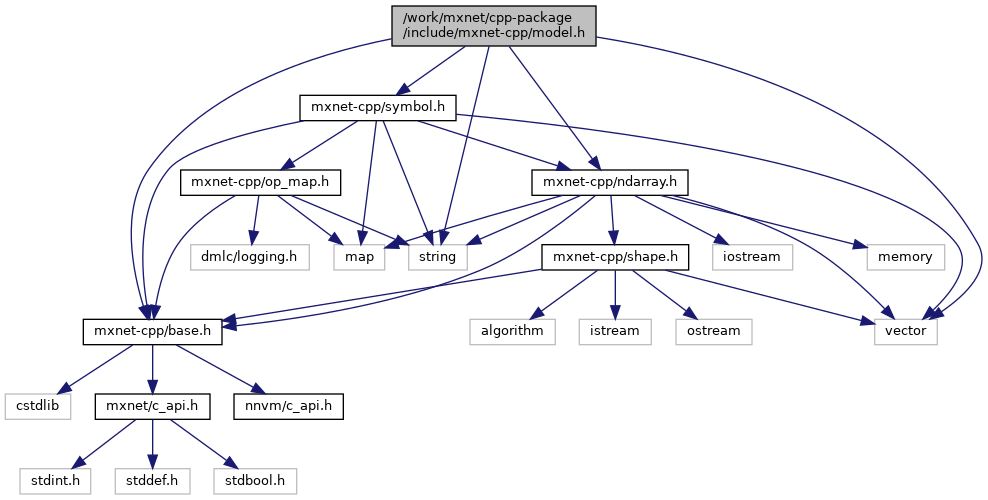 /work/mxnet/cpp-package
/include/mxnet-cpp/model.h
mxnet-cpp/symbol.h
mxnet-cpp/op_map.h
mxnet-cpp/ndarray.h
dmlc/logging.h
map
string
mxnet-cpp/shape.h
iostream
memory
mxnet-cpp/base.h
algorithm
istream
ostream
vector
cstdlib
mxnet/c_api.h
nnvm/c_api.h
stdint.h
stddef.h
stdbool.h